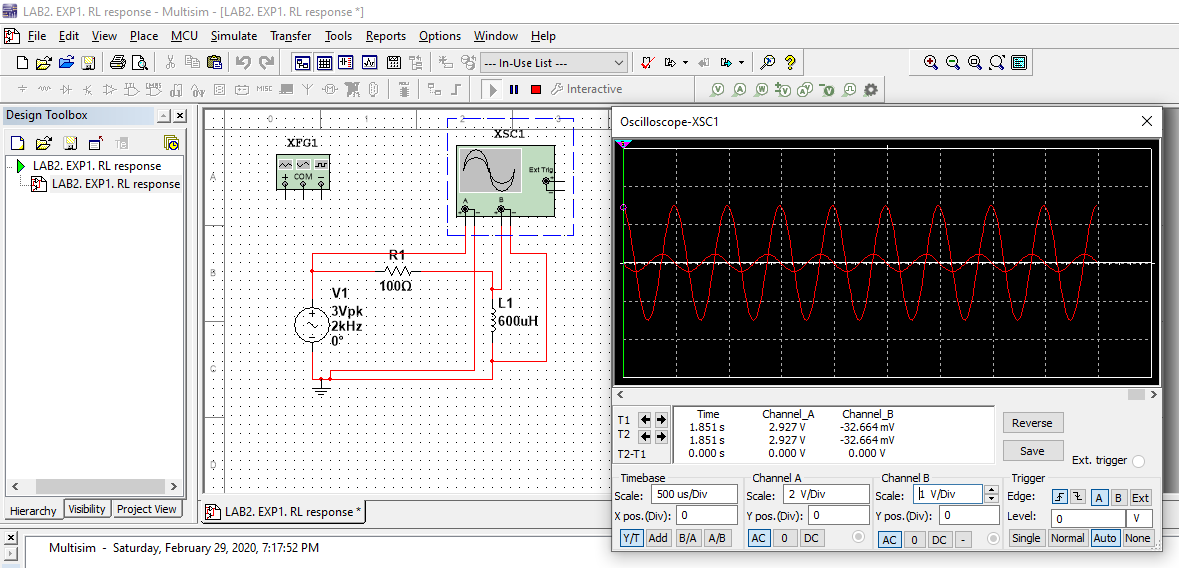 LAB2. EXP1. RL response - Multisim - [LAB2. EXP1. RL response *]
File Edit View Place MCU Simulate Transfer Tools Reports Options Window Help
--- In-Use List ---
MISC
Interactive
Design Toolbox
LAB2. EXP1. RL response
LAB2. EXP1. RL response
Hierarchy Visibility Project View
0 1 2 3
A
B
C
D
XFG1
COM
XSC1
Ext Trig
A B
R1
100Ω
V1
3Vpk
2kHz
0°
L1
600uH
LAB2. EXP1. RL response *
Oscilloscope-XSC1
Time Channel_A Channel_B
T1 1.851 s 2.927 V -32.664 mV
T2 1.851 s 2.927 V -32.664 mV
T2-T1 0.000 s 0.000 V 0.000 V
Reverse
Save
Ext. trigger
Timebase
Scale: 500 us/Div
X pos.(Div): 0
Y/T Add B/A A/B
Channel A
Scale: 2 V/Div
Y pos.(Div): 0
AC 0 DC
Channel B
Scale: 1 V/Div
Y pos.(Div): 0
AC 0 DC -
Trigger
Edge: A B Ext
Level: 0 V
Single Normal Auto None
Multisim - Saturday, February 29, 2020, 7:17:52 PM